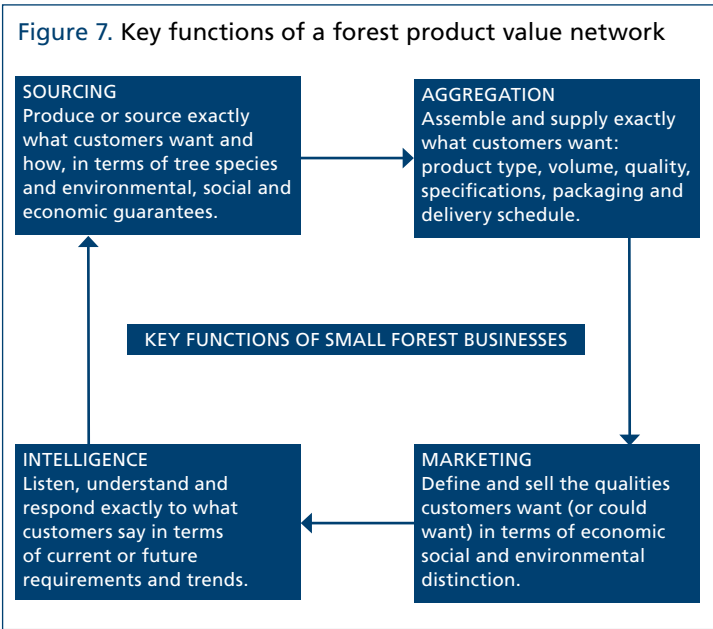 Figure 7. Key functions of a forest product value network
SOURCING
Produce or source exactly
what customers want and
how, in terms of tree species
and environmental, social and
economic guarantees.
AGGREGATION
Assemble and supply exactly
what customers want:
product type, volume, quality,
specifications, packaging and
delivery schedule.
KEY FUNCTIONS OF SMALL FOREST BUSINESSES
INTELLIGENCE
Listen, understand and
respond exactly to what
customers say in terms
of current or future
requirements and trends.
MARKETING
Define and sell the qualities
customers want (or could
want) in terms of economic
social and environmental
distinction.